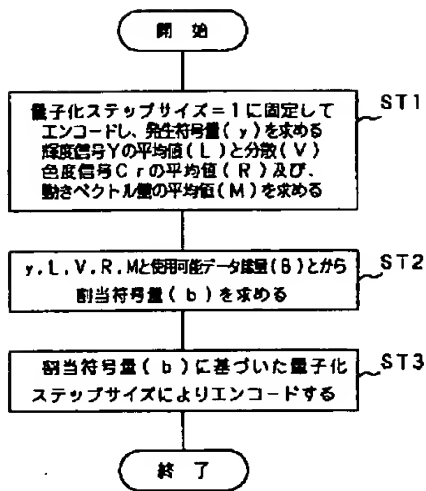 開始
量子化ステップサイズ=1に固定して
エンコードし、発生符号量(y)を求める
輝度信号Yの平均値(L)と分散(V)
色度信号Crの平均値(R)及び、
動きベクトル量の平均値(M)を求める
ST1
y,L,V,R,Mと使用可能データ容量(B)とから
割当符号量(b)を求める
ST2
割当符号量(b)に基づいた量子化
ステップサイズによりエンコードする
ST3
終了